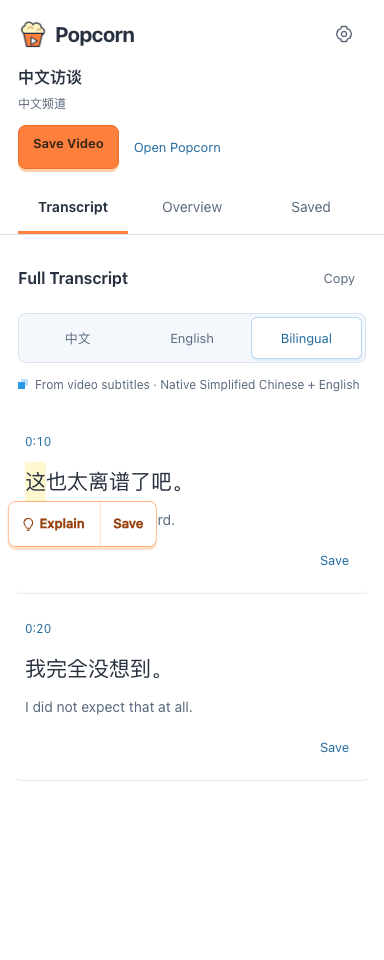 Popcorn
中文访谈
中文频道
Save Video
Open Popcorn
Transcript
Overview
Saved
Full Transcript
Copy
中文
English
Bilingual
From video subtitles · Native Simplified Chinese + English
0:10
这也太离谱了吧。
Explain
Save
rd.
Save
0:20
我完全没想到。
I did not expect that at all.
Save